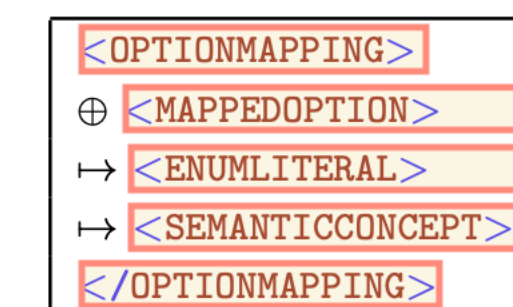 <OPTIONMAPPING>
⊕ <MAPPEDOPTION>
↦ <ENUMLITERAL>
↦ <SEMANTICCONCEPT>
</OPTIONMAPPING>